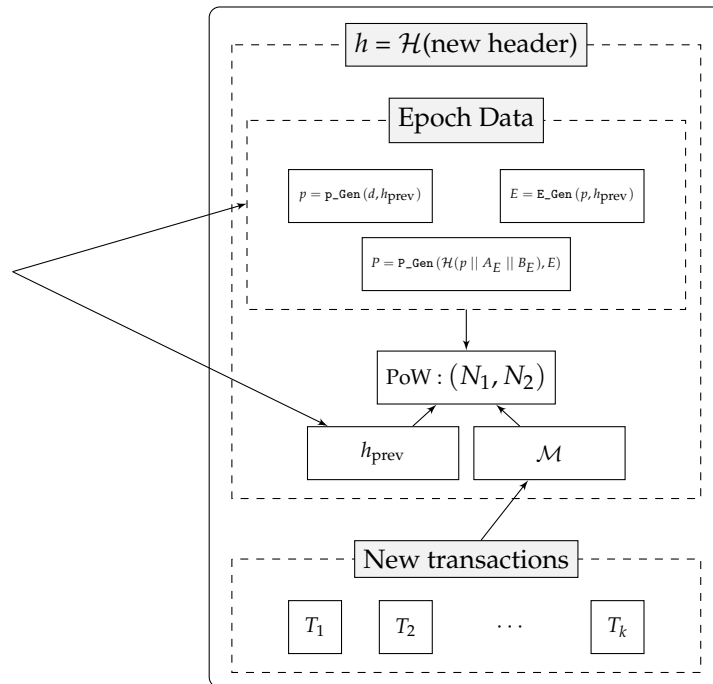 h = ℋ(new header)
Epoch Data
p = p_Gen(d, h_prev)
E = E_Gen(p, h_prev)
P = P_Gen(ℋ(p || A_E || B_E), E)
PoW : (N_1, N_2)
h_prev
ℳ
New transactions
T_1
T_2
⋯
T_k